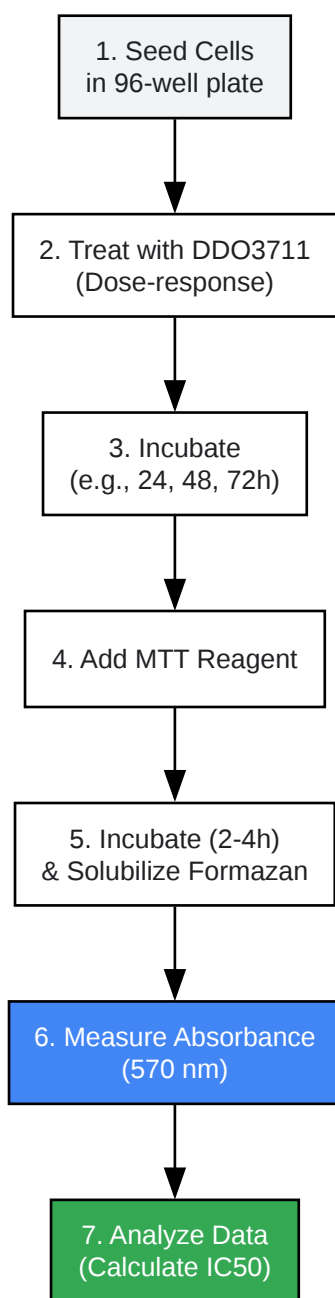 1. Seed Cells
in 96-well plate
2. Treat with DDO3711
(Dose-response)
3. Incubate
(e.g., 24, 48, 72h)
4. Add MTT Reagent
5. Incubate (2-4h)
& Solubilize Formazan
6. Measure Absorbance
(570 nm)
7. Analyze Data
(Calculate IC50)